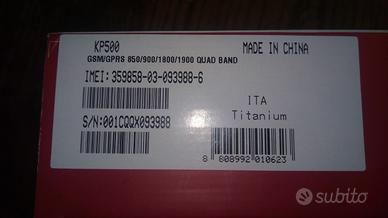 KP500
MADE IN CHINA
GSM/GPRS 850/900/1800/1900 QUAD BAND
IMEI:359858-03-093988-6
ITA
Titanium
S/N:001CQQX093988
8 808992 010623
subito